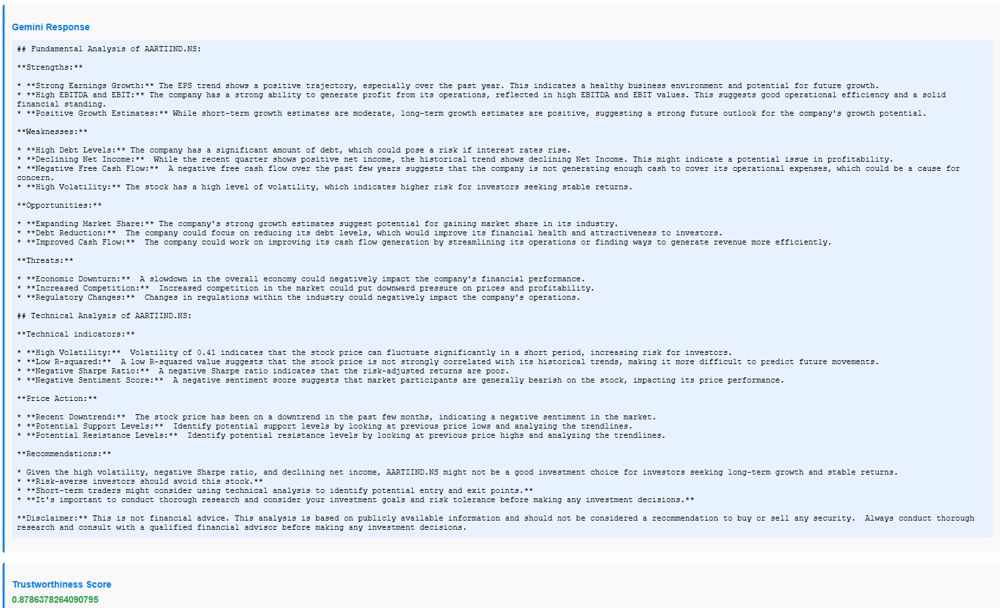 Gemini Response
## Fundamental Analysis of AARTIIND.NS:
**Strengths:**
* **Strong Earnings Growth:** The EPS trend shows a positive trajectory, especially over the past year. This indicates a healthy business environment and potential for future growth.
* **High EBITDA and EBIT:** The company has a strong ability to generate profit from its operations, reflected in high EBITDA and EBIT values. This suggests good operational efficiency and a solid
financial standing.
* **Positive Growth Estimates:** While short-term growth estimates are moderate, long-term growth estimates are positive, suggesting a strong future outlook for the company's growth potential.
**Weaknesses:**
* **High Debt Levels:** The company has a significant amount of debt, which could pose a risk if interest rates rise.
* **Declining Net Income:**  While the recent quarter shows positive net income, the historical trend shows declining Net Income. This might indicate a potential issue in profitability.
* **Negative Free Cash Flow:**  A negative free cash flow over the past few years suggests that the company is not generating enough cash to cover its operational expenses, which could be a cause for
concern.
* **High Volatility:** The stock has a high level of volatility, which indicates higher risk for investors seeking stable returns.
**Opportunities:**
* **Expanding Market Share:** The company's strong growth estimates suggest potential for gaining market share in its industry.
* **Debt Reduction:**  The company could focus on reducing its debt levels, which would improve its financial health and attractiveness to investors.
* **Improved Cash Flow:**  The company could work on improving its cash flow generation by streamlining its operations or finding ways to generate revenue more efficiently.
**Threats:**
* **Economic Downturn:**  A slowdown in the overall economy could negatively impact the company's financial performance.
* **Increased Competition:**  Increased competition in the market could put downward pressure on prices and profitability.
* **Regulatory Changes:**  Changes in regulations within the industry could negatively impact the company's operations.
## Technical Analysis of AARTIIND.NS:
**Technical indicators:**
* **High Volatility:**  Volatility of 0.41 indicates that the stock price can fluctuate significantly in a short period, increasing risk for investors.
* **Low R-squared:**  A low R-squared value suggests that the stock price is not strongly correlated with its historical trends, making it more difficult to predict future movements.
* **Negative Sharpe Ratio:**  A negative Sharpe ratio indicates that the risk-adjusted returns are poor.
* **Negative Sentiment Score:**  A negative sentiment score suggests that market participants are generally bearish on the stock, impacting its price performance.
**Price Action:**
* **Recent Downtrend:**  The stock price has been on a downtrend in the past few months, indicating a negative sentiment in the market.
* **Potential Support Levels:**  Identify potential support levels by looking at previous price lows and analyzing the trendlines.
* **Potential Resistance Levels:**  Identify potential resistance levels by looking at previous price highs and analyzing the trendlines.
**Recommendations:**
* Given the high volatility, negative Sharpe ratio, and declining net income, AARTIIND.NS might not be a good investment choice for investors seeking long-term growth and stable returns.
* **Risk-averse investors should avoid this stock.**
* **Short-term traders might consider using technical analysis to identify potential entry and exit points.**
* **It's important to conduct thorough research and consider your investment goals and risk tolerance before making any investment decisions.**
**Disclaimer:** This is not financial advice. This analysis is based on publicly available information and should not be considered a recommendation to buy or sell any security.  Always conduct thorough
research and consult with a qualified financial advisor before making any investment decisions.
Trustworthiness Score
0.8786378264090795